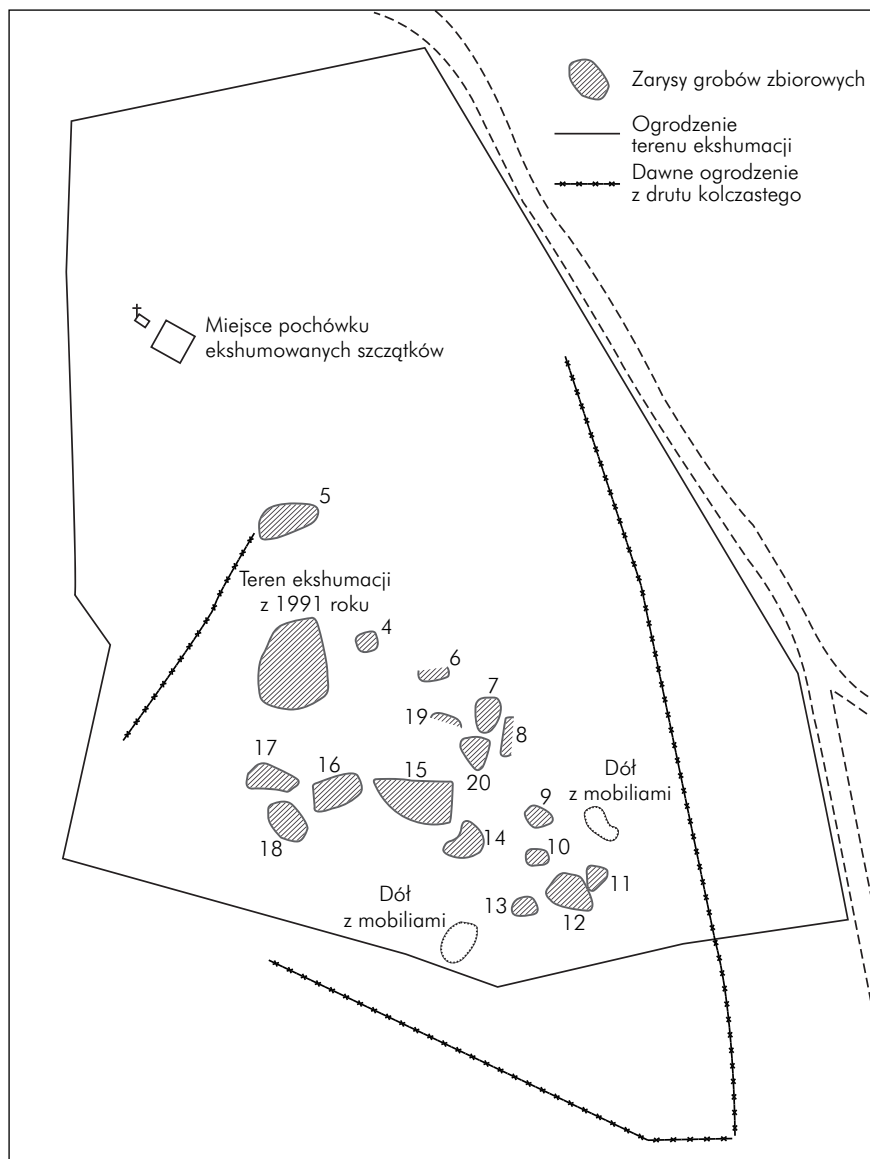 Zarysy grobów zbiorowych
Ogrodzenie
terenu ekshumacji
Dawne ogrodzenie
z drutu kolczastego
Miejsce pochówku
ekshumowanych szczątków
5
Teren ekshumacji
z 1991 roku
4
6
7
19
8
20
17
16
15
18
14
9
Dół
z mobiliami
10
11
12
13
Dół
z mobiliami